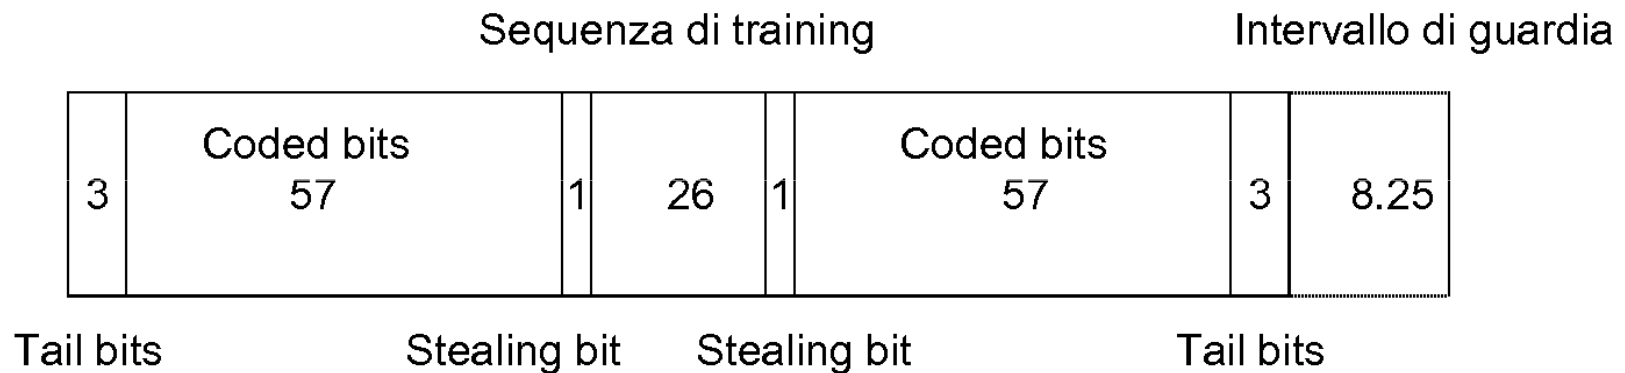 Sequenza di training
Intervallo di guardia
Coded bits
Coded bits
3
57
1
26
1
57
3
8.25
Tail bits
Stealing bit
Stealing bit
Tail bits